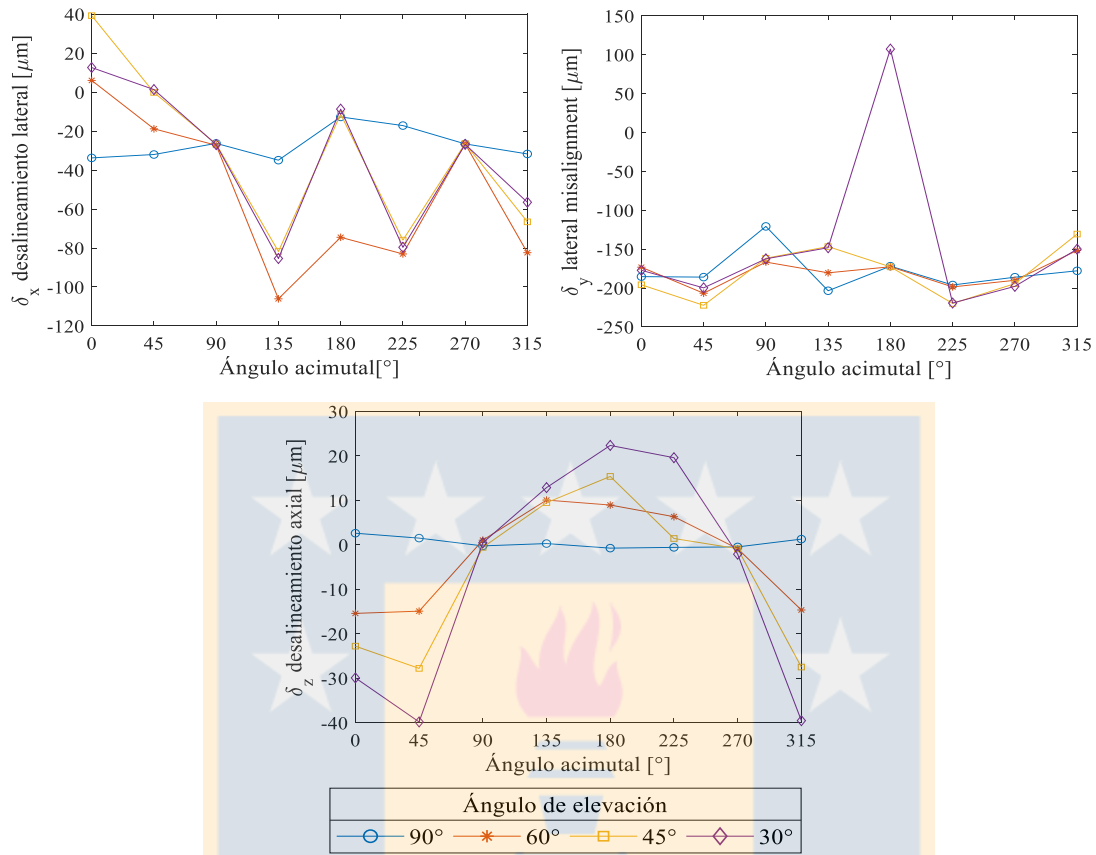 δx desalineamiento lateral [μm]
40
20
0
-20
-40
-60
-80
-100
-120
0 45 90 135 180 225 270 315
Ángulo acimutal[°]
δy lateral misalignment [μm]
150
100
50
0
-50
-100
-150
-200
-250
0 45 90 135 180 225 270 315
Ángulo acimutal [°]
δz desalineamiento axial [μm]
30
20
10
0
-10
-20
-30
-40
0 45 90 135 180 225 270 315
Ángulo acimutal [°]
Ángulo de elevación
90° 60° 45° 30°